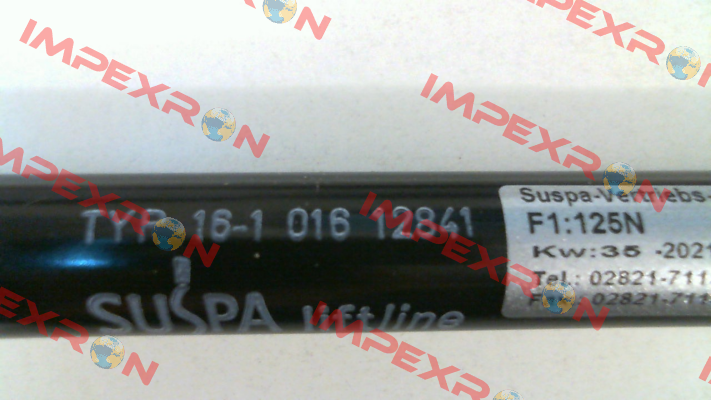 IMPEXRON
TYP 16-1 016 12841
SUSPA liftline
Suspa-Vertriebs-
F1:125N
Kw:35 -2021
Tel.: 02821-711
02821-711